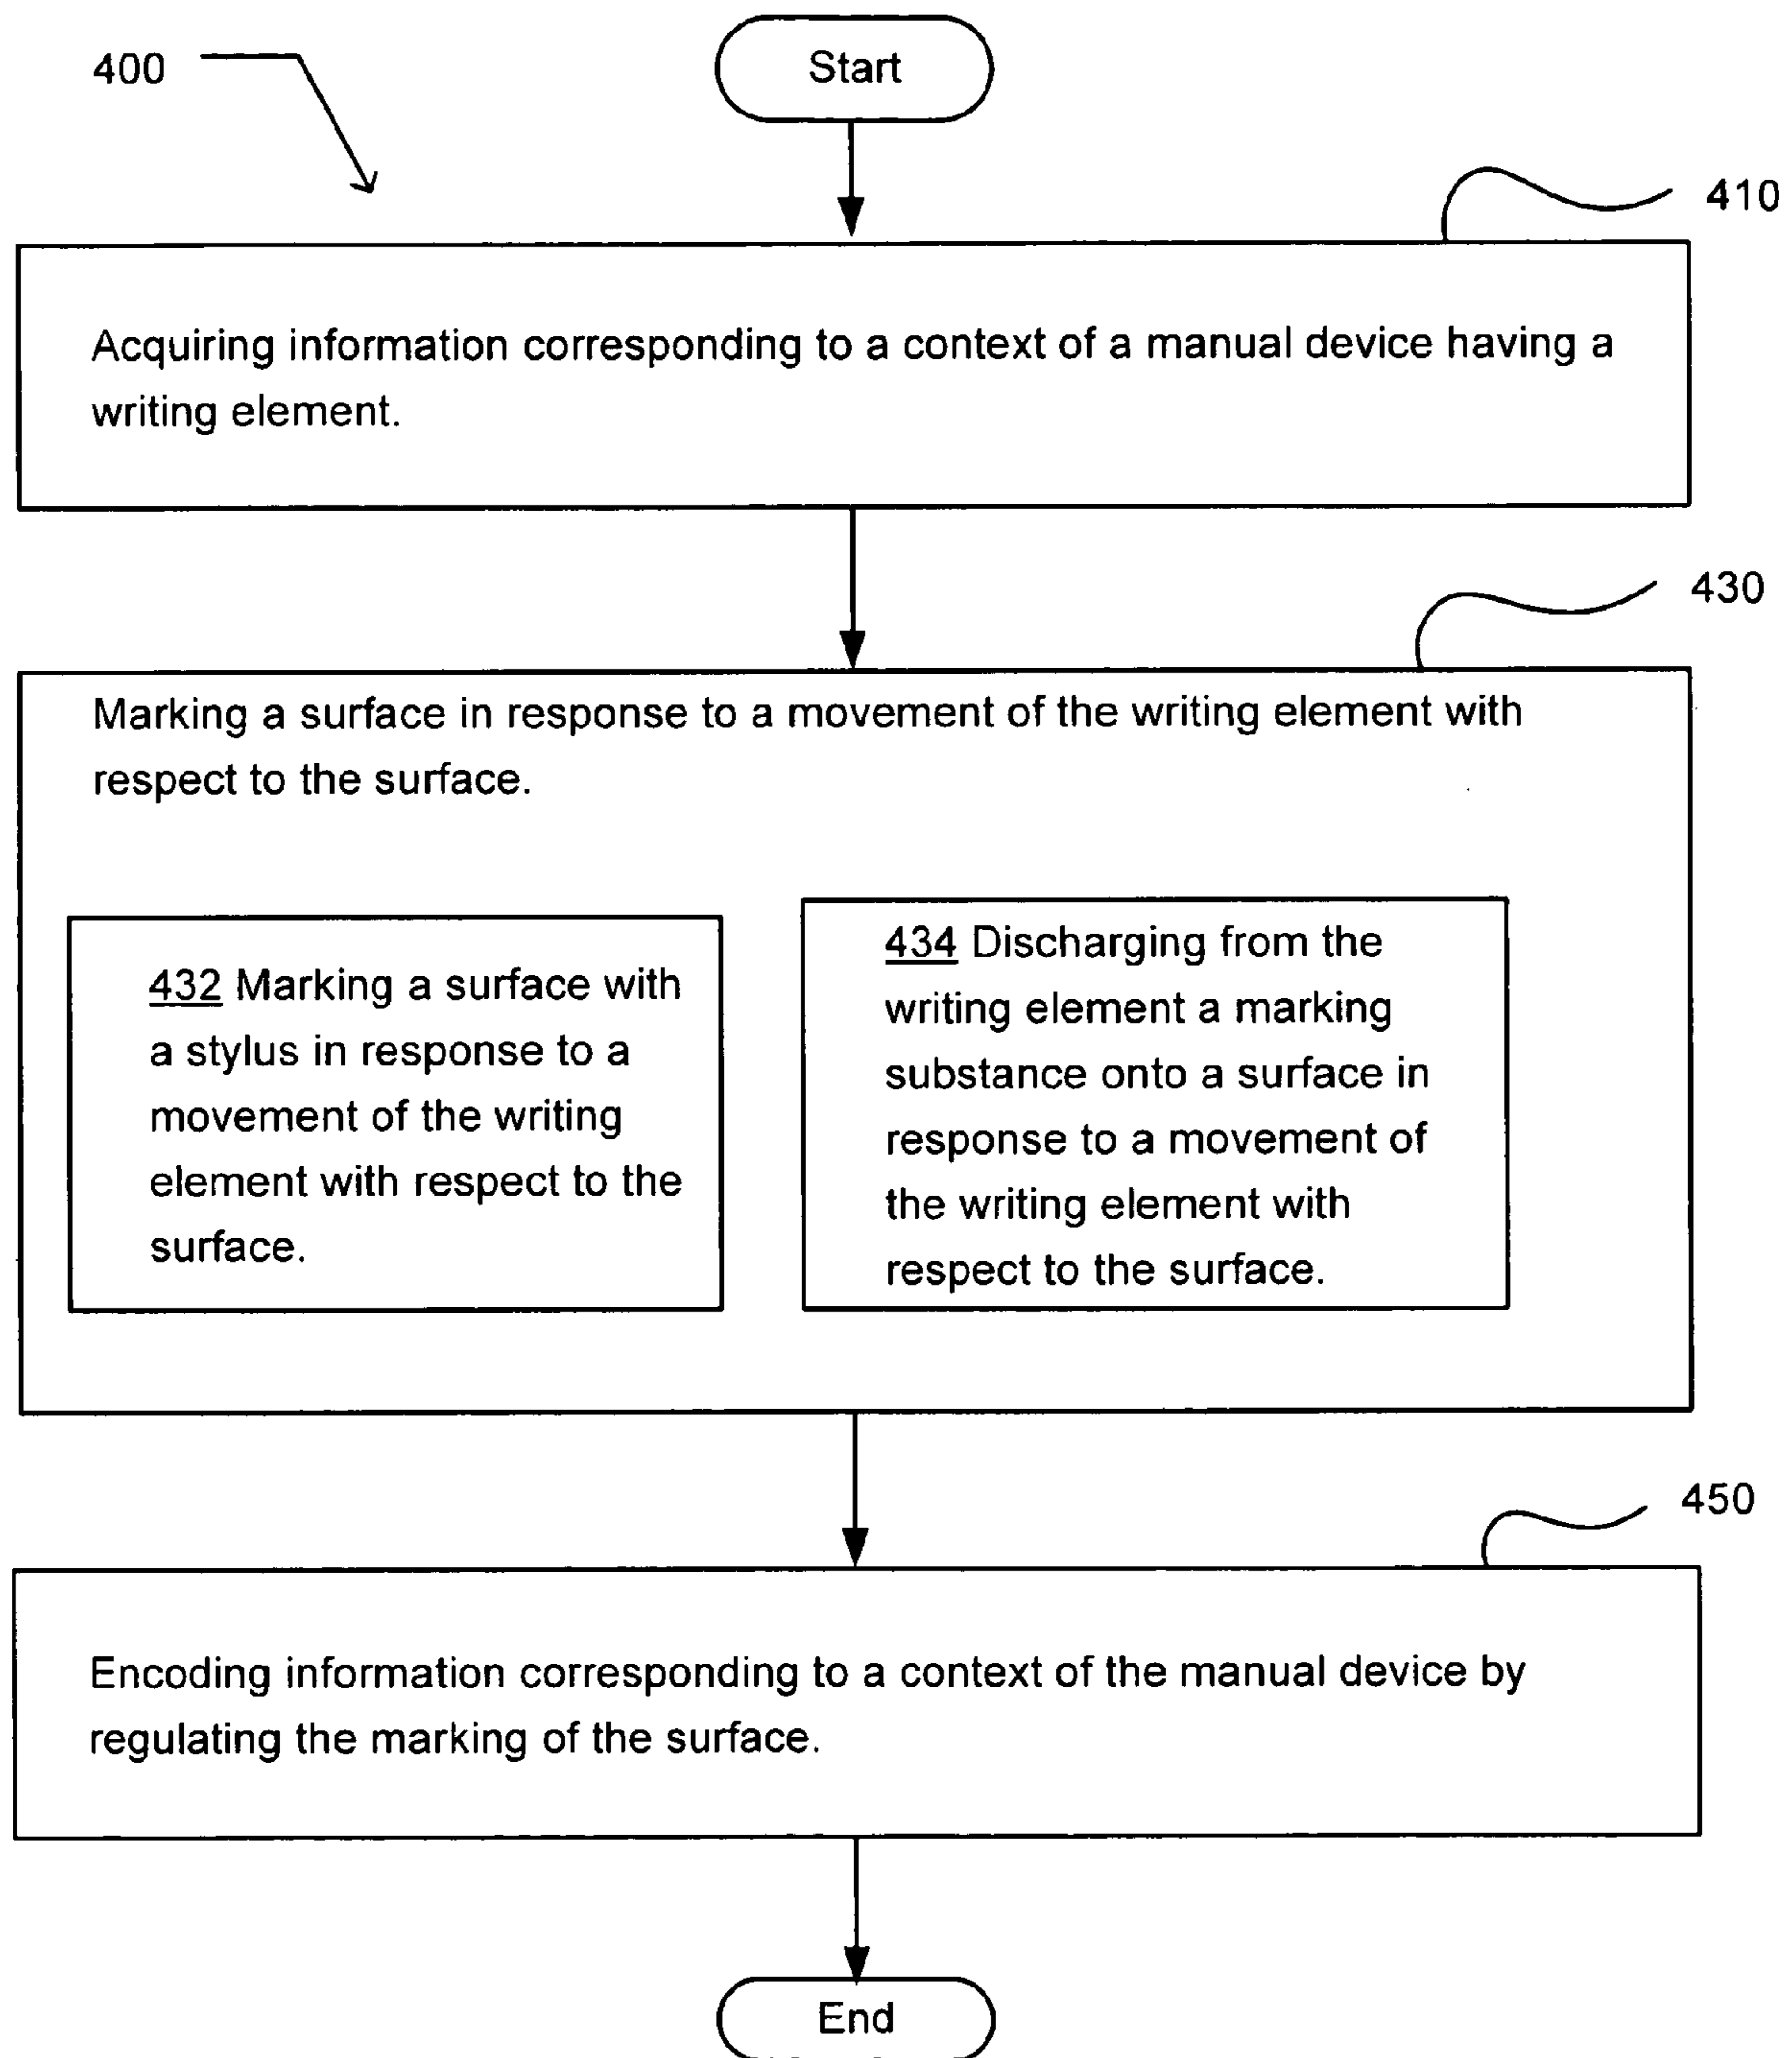 400
Start
410
Acquiring information corresponding to a context of a manual device having a
writing element.
430
Marking a surface in response to a movement of the writing element with
respect to the surface.
432 Marking a surface with
a stylus in response to a
movement of the writing
element with respect to the
surface.
434 Discharging from the
writing element a marking
substance onto a surface in
response to a movement of
the writing element with
respect to the surface.
450
Encoding information corresponding to a context of the manual device by
regulating the marking of the surface.
End